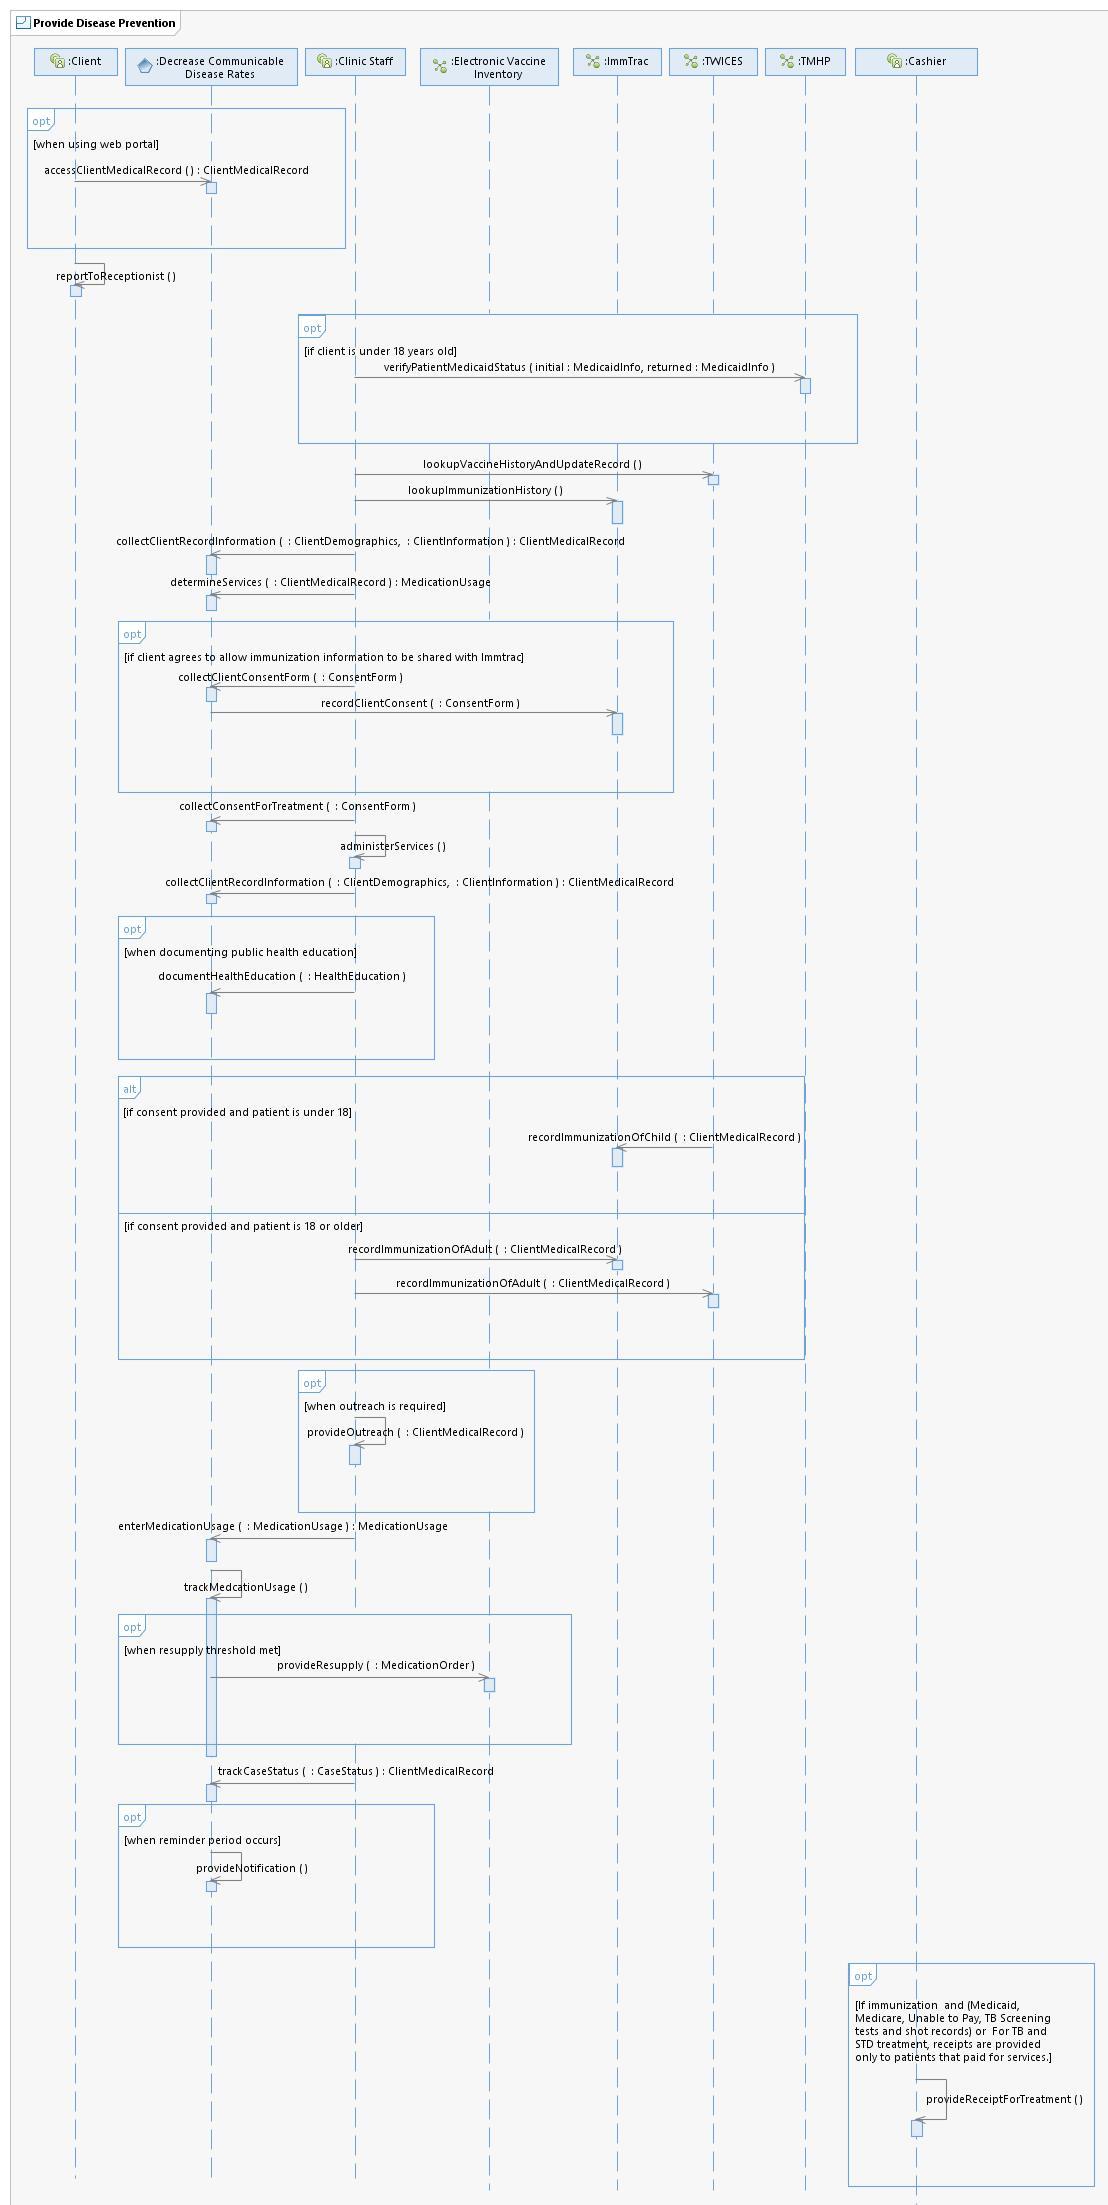 Provide Disease Prevention
:Client
:Decrease Communicable
Disease Rates
:Clinic Staff
:Electronic Vaccine
Inventory
:ImmTrac
:TWICES
:TMHP
:Cashier
opt
[when using web portal]
accessClientMedicalRecord ( ) : ClientMedicalRecord
reportToReceptionist ( )
opt
[if client is under 18 years old]
verifyPatientMedicaidStatus ( initial : MedicaidInfo, returned : MedicaidInfo )
lookupVaccineHistoryAndUpdateRecord ( )
lookupImmunizationHistory ( )
collectClientRecordInformation ( : ClientDemographics, : ClientInformation ) : ClientMedicalRecord
determineServices ( : ClientMedicalRecord ) : MedicationUsage
opt
[if client agrees to allow immunization information to be shared with Immtrac]
collectClientConsentForm ( : ConsentForm )
recordClientConsent ( : ConsentForm )
collectConsentForTreatment ( : ConsentForm )
administerServices ( )
collectClientRecordInformation ( : ClientDemographics, : ClientInformation ) : ClientMedicalRecord
opt
[when documenting public health education]
documentHealthEducation ( : HealthEducation )
alt
[if consent provided and patient is under 18]
recordImmunizationOfChild ( : ClientMedicalRecord )
[if consent provided and patient is 18 or older]
recordImmunizationOfAdult ( : ClientMedicalRecord )
recordImmunizationOfAdult ( : ClientMedicalRecord )
opt
[when outreach is required]
provideOutreach ( : ClientMedicalRecord )
enterMedicationUsage ( : MedicationUsage ) : MedicationUsage
trackMedcationUsage ( )
opt
[when resupply threshold met]
provideResupply ( : MedicationOrder )
trackCaseStatus ( : CaseStatus ) : ClientMedicalRecord
opt
[when reminder period occurs]
provideNotification ( )
opt
[If immunization and (Medicaid,
Medicare, Unable to Pay, TB Screening
tests and shot records) or For TB and
STD treatment, receipts are provided
only to patients that paid for services.]
provideReceiptForTreatment ( )